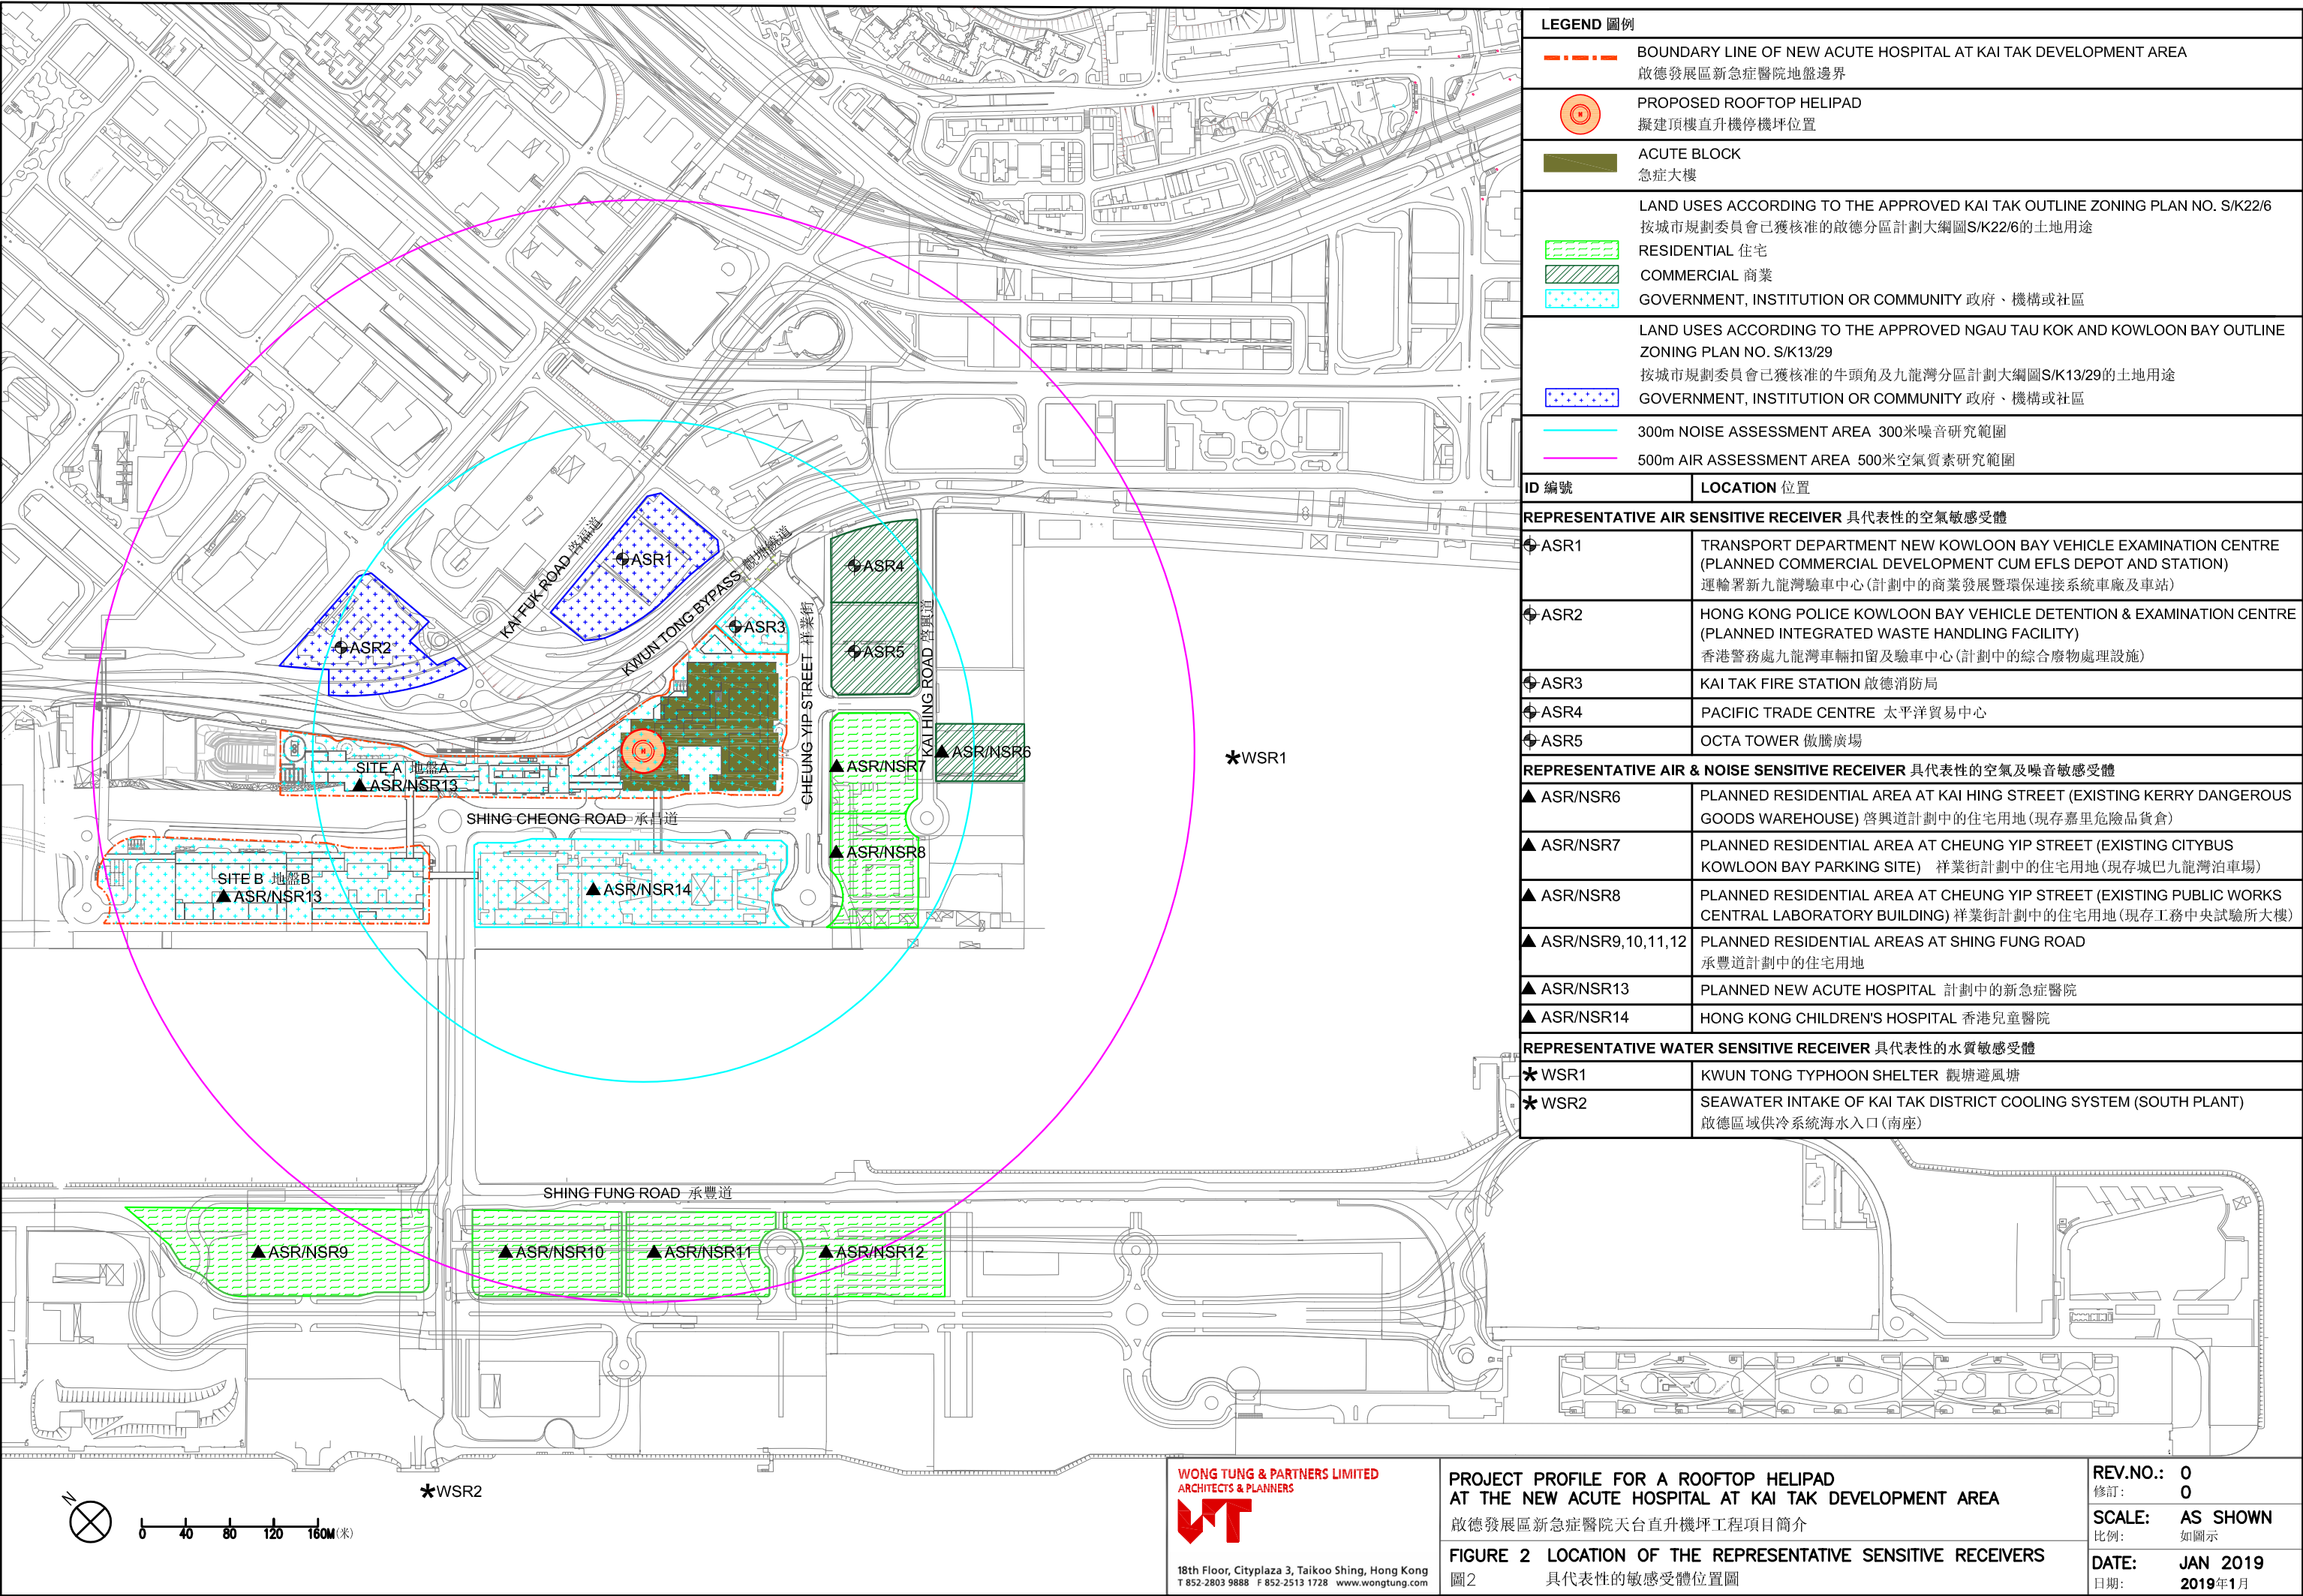 LEGEND 圖例
BOUNDARY LINE OF NEW ACUTE HOSPITAL AT KAI TAK DEVELOPMENT AREA
啟德發展區新急症醫院地盤邊界
PROPOSED ROOFTOP HELIPAD
擬建頂樓直升機停機坪位置
ACUTE BLOCK
急症大樓
LAND USES ACCORDING TO THE APPROVED KAI TAK OUTLINE ZONING PLAN NO. S/K22/6
按城市規劃委員會已獲核准的啟德分區計劃大綱圖S/K22/6的土地用途
RESIDENTIAL 住宅
COMMERCIAL 商業
GOVERNMENT, INSTITUTION OR COMMUNITY 政府、機構或社區
LAND USES ACCORDING TO THE APPROVED NGAU TAU KOK AND KOWLOON BAY OUTLINE
ZONING PLAN NO. S/K13/29
按城市規劃委員會已獲核准的牛頭角及九龍灣分區計劃大綱圖S/K13/29的土地用途
GOVERNMENT, INSTITUTION OR COMMUNITY 政府、機構或社區
300m NOISE ASSESSMENT AREA 300米噪音研究範圍
500m AIR ASSESSMENT AREA 500米空氣質素研究範圍
ID 編號 LOCATION 位置
REPRESENTATIVE AIR SENSITIVE RECEIVER 具代表性的空氣敏感受體
ASR1 TRANSPORT DEPARTMENT NEW KOWLOON BAY VEHICLE EXAMINATION CENTRE
(PLANNED COMMERCIAL DEVELOPMENT CUM EFLS DEPOT AND STATION)
運輸署新九龍灣驗車中心(計劃中的商業發展暨環保連接系統車廠及車站)
ASR2 HONG KONG POLICE KOWLOON BAY VEHICLE DETENTION & EXAMINATION CENTRE
(PLANNED INTEGRATED WASTE HANDLING FACILITY)
香港警務處九龍灣車輛扣留及驗車中心(計劃中的綜合廢物處理設施)
ASR3 KAI TAK FIRE STATION 啟德消防局
ASR4 PACIFIC TRADE CENTRE 太平洋貿易中心
ASR5 OCTA TOWER 傲騰廣場
REPRESENTATIVE AIR & NOISE SENSITIVE RECEIVER 具代表性的空氣及噪音敏感受體
ASR/NSR6 PLANNED RESIDENTIAL AREA AT KAI HING STREET (EXISTING KERRY DANGEROUS
GOODS WAREHOUSE) 啓興道計劃中的住宅用地(現存嘉里危險品貨倉)
ASR/NSR7 PLANNED RESIDENTIAL AREA AT CHEUNG YIP STREET (EXISTING CITYBUS
KOWLOON BAY PARKING SITE) 祥業街計劃中的住宅用地(現存城巴九龍灣泊車場)
ASR/NSR8 PLANNED RESIDENTIAL AREA AT CHEUNG YIP STREET (EXISTING PUBLIC WORKS
CENTRAL LABORATORY BUILDING) 祥業街計劃中的住宅用地(現存工務中央試驗所大樓)
ASR/NSR9,10,11,12 PLANNED RESIDENTIAL AREAS AT SHING FUNG ROAD
承豐道計劃中的住宅用地
ASR/NSR13 PLANNED NEW ACUTE HOSPITAL 計劃中的新急症醫院
ASR/NSR14 HONG KONG CHILDREN'S HOSPITAL 香港兒童醫院
REPRESENTATIVE WATER SENSITIVE RECEIVER 具代表性的水質敏感受體
WSR1 KWUN TONG TYPHOON SHELTER 觀塘避風塘
WSR2 SEAWATER INTAKE OF KAI TAK DISTRICT COOLING SYSTEM (SOUTH PLANT)
啟德區域供冷系統海水入口(南座)
KAI FUK ROAD 啓福道
KWUN TONG BYPASS 觀塘繞道
CHEUNG YIP STREET 祥業街
KAI HING ROAD 啓興道
ASR1
ASR2
ASR3
ASR4
ASR5
H
ASR/NSR6
ASR/NSR7
ASR/NSR8
WSR1
SITE A 地盤A
ASR/NSR13
SHING CHEONG ROAD 承昌道
SITE B 地盤B
ASR/NSR13
ASR/NSR14
SHING FUNG ROAD 承豐道
ASR/NSR9
ASR/NSR10
ASR/NSR11
ASR/NSR12
WSR2
N
0 40 80 120 160M(米)
WONG TUNG & PARTNERS LIMITED
ARCHITECTS & PLANNERS
18th Floor, Cityplaza 3, Taikoo Shing, Hong Kong
T 852-2803 9888 F 852-2513 1728 www.wongtung.com
PROJECT PROFILE FOR A ROOFTOP HELIPAD
AT THE NEW ACUTE HOSPITAL AT KAI TAK DEVELOPMENT AREA
啟德發展區新急症醫院天台直升機坪工程項目簡介
FIGURE 2 LOCATION OF THE REPRESENTATIVE SENSITIVE RECEIVERS
圖2 具代表性的敏感受體位置圖
REV.NO.: 0
修訂: 0
SCALE: AS SHOWN
比例: 如圖示
DATE: JAN 2019
日期: 2019年1月